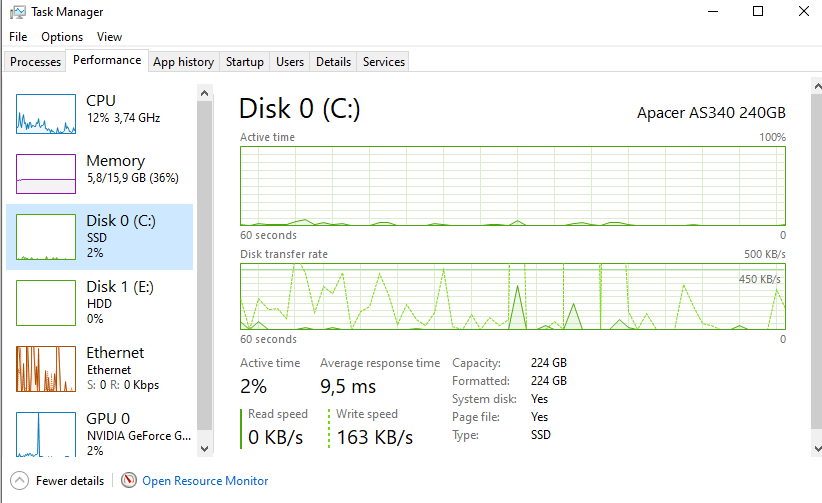 Task Manager
File Options View
Processes Performance App history Startup Users Details Services
CPU
12% 3,74 GHz
Memory
5,8/15,9 GB (36%)
Disk 0 (C:)
SSD
2%
Disk 1 (E:)
HDD
0%
Ethernet
Ethernet
S: 0 R: 0 Kbps
GPU 0
NVIDIA GeForce G...
2%
Disk 0 (C:) Apacer AS340 240GB
Active time 100%
60 seconds 0
Disk transfer rate 500 KB/s
450 KB/s
60 seconds 0
Active time Average response time
2% 9,5 ms
Read speed Write speed
0 KB/s 163 KB/s
Capacity: 224 GB
Formatted: 224 GB
System disk: Yes
Page file: Yes
Type: SSD
Fewer details Open Resource Monitor